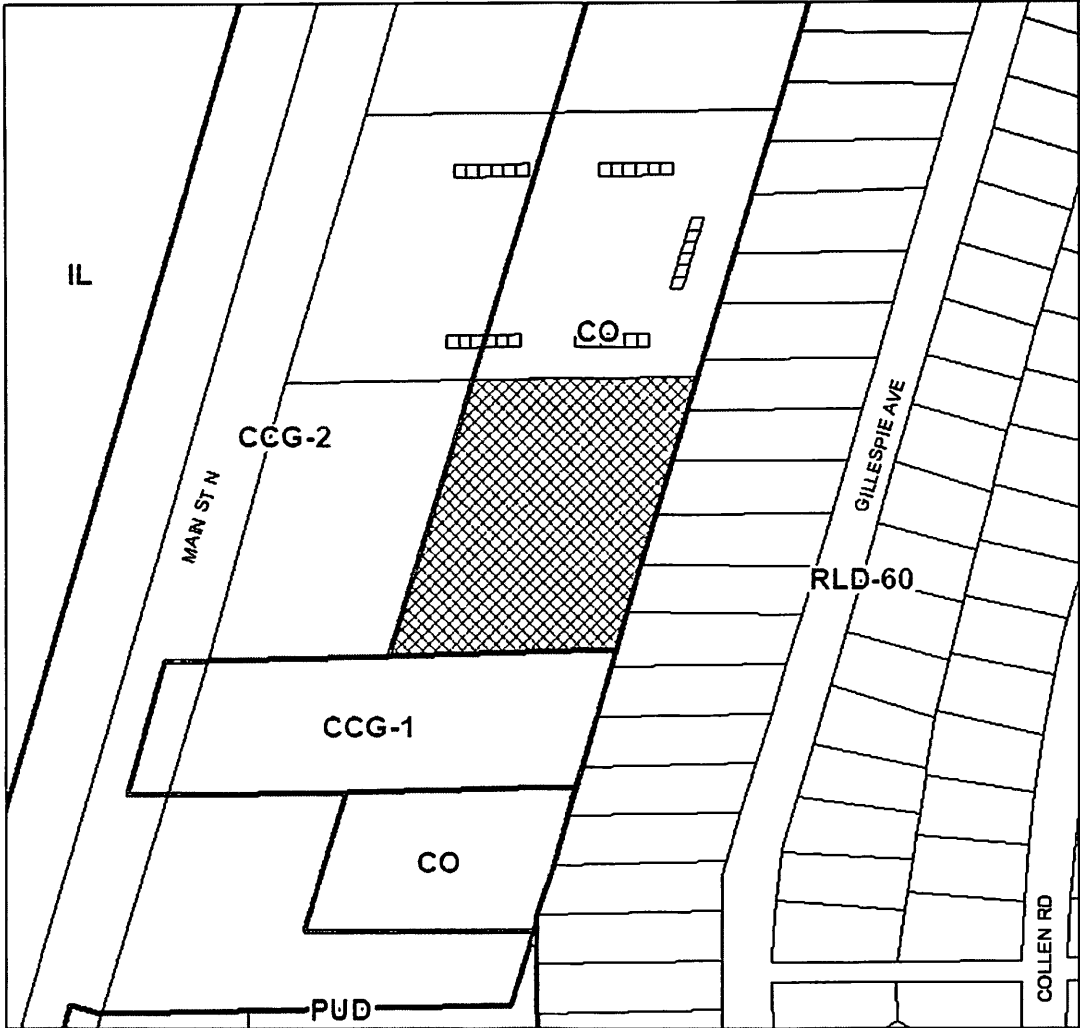 IL
CO
CCG-2
MAIN ST N
GILLESPIE AVE
RLD-60
CCG-1
CO
COLLEN RD
PUD